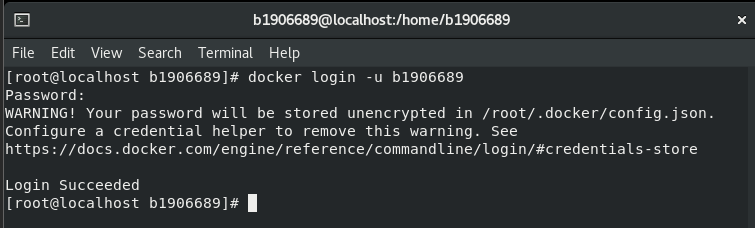 b1906689@localhost:/home/b1906689
File Edit View Search Terminal Help
[root@localhost b1906689]# docker login -u b1906689
Password:
WARNING! Your password will be stored unencrypted in /root/.docker/config.json.
Configure a credential helper to remove this warning. See
https://docs.docker.com/engine/reference/commandline/login/#credentials-store
Login Succeeded
[root@localhost b1906689]#